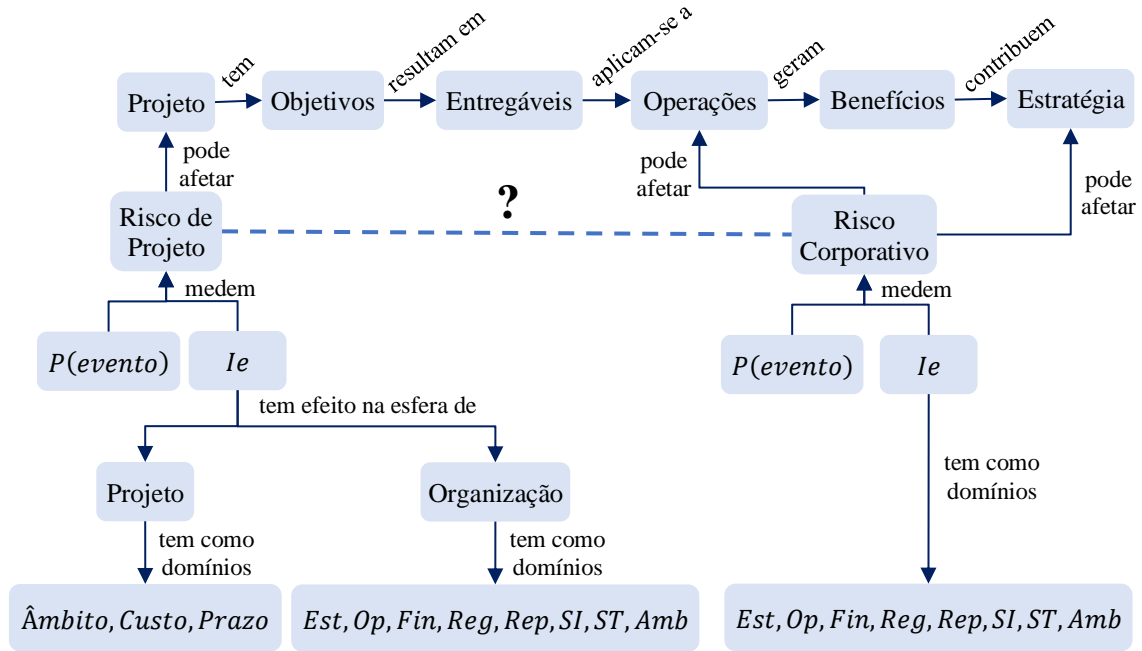 tem
resultam em
aplicam-se a
geram
contribuem
Projeto
Objetivos
Entregáveis
Operações
Benefícios
Estratégia
pode
afetar
pode
afetar
pode
afetar
?
Risco de
Projeto
Risco
Corporativo
medem
medem
P(evento)
Ie
P(evento)
Ie
tem efeito na esfera de
Projeto
Organização
tem como
domínios
tem como
domínios
tem como
domínios
Âmbito, Custo, Prazo
Est, Op, Fin, Reg, Rep, SI, ST, Amb
Est, Op, Fin, Reg, Rep, SI, ST, Amb